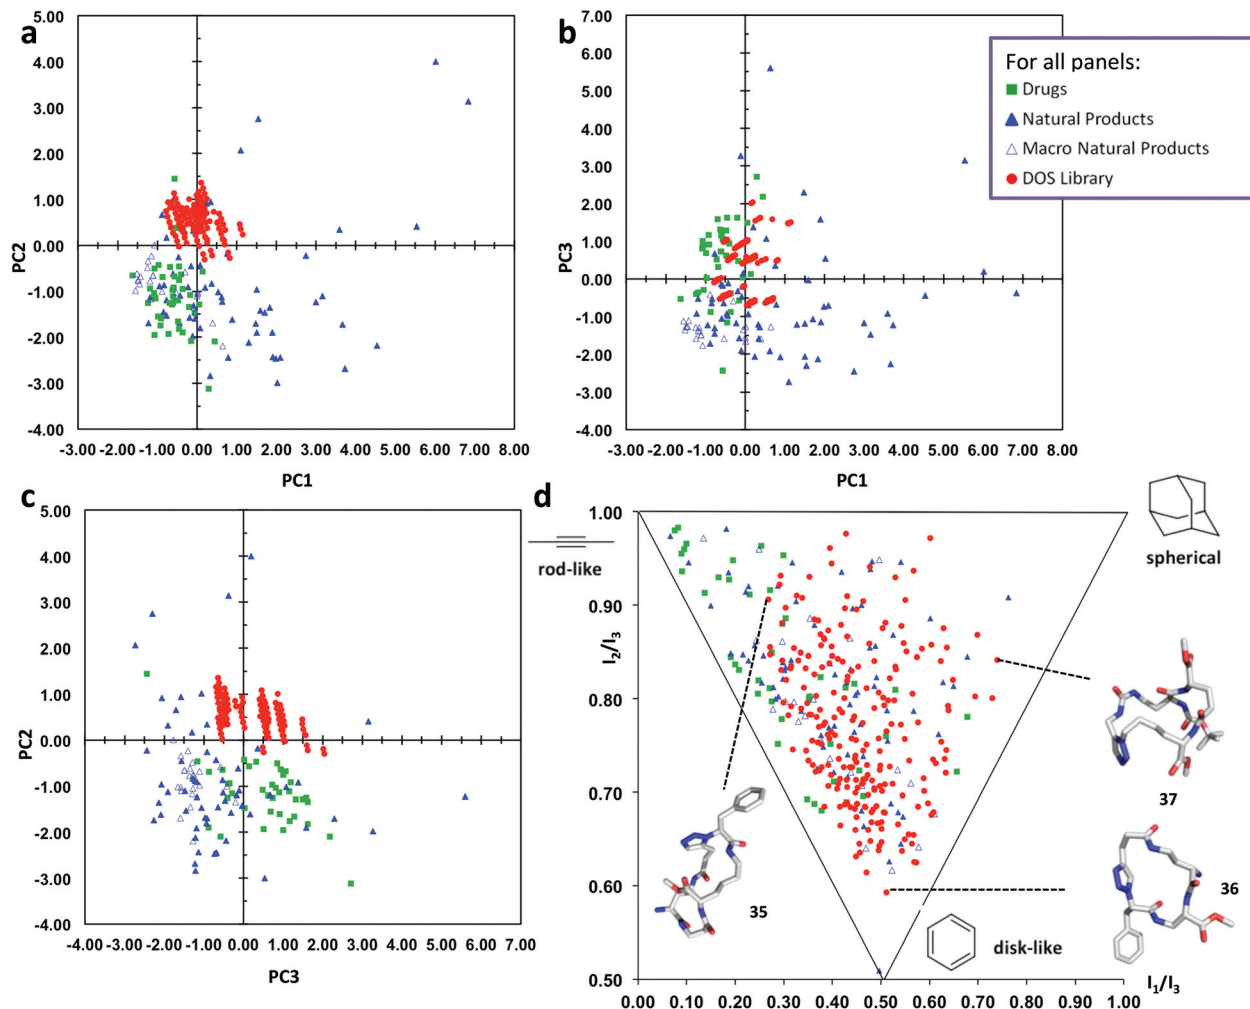 a
5.00
4.00
3.00
2.00
1.00
0.00
-1.00
-2.00
-3.00
-4.00
PC2
-3.00 -2.00 0.00 1.00 2.00 3.00 4.00 5.00 6.00 7.00 8.00
PC1
b
7.00
6.00
5.00
4.00
3.00
2.00
1.00
0.00
-1.00
-2.00
-3.00
-4.00
PC3
-3.00 -2.00 0.00 1.00 2.00 3.00 4.00 5.00 6.00 7.00 8.00
PC1
For all panels:
Drugs
Natural Products
Macro Natural Products
DOS Library
c
5.00
4.00
3.00
2.00
1.00
0.00
-1.00
-2.00
-3.00
-4.00
PC2
-4.00 -3.00 -2.00 0.00 1.00 2.00 3.00 4.00 5.00 6.00 7.00
PC3
d
1.00
0.90
0.80
0.70
0.60
0.50
I2/I3
rod-like
spherical
37
36
35
disk-like
0.00 0.10 0.20 0.30 0.40 0.50 0.60 0.70 0.80 0.90 1.00
I1/I3